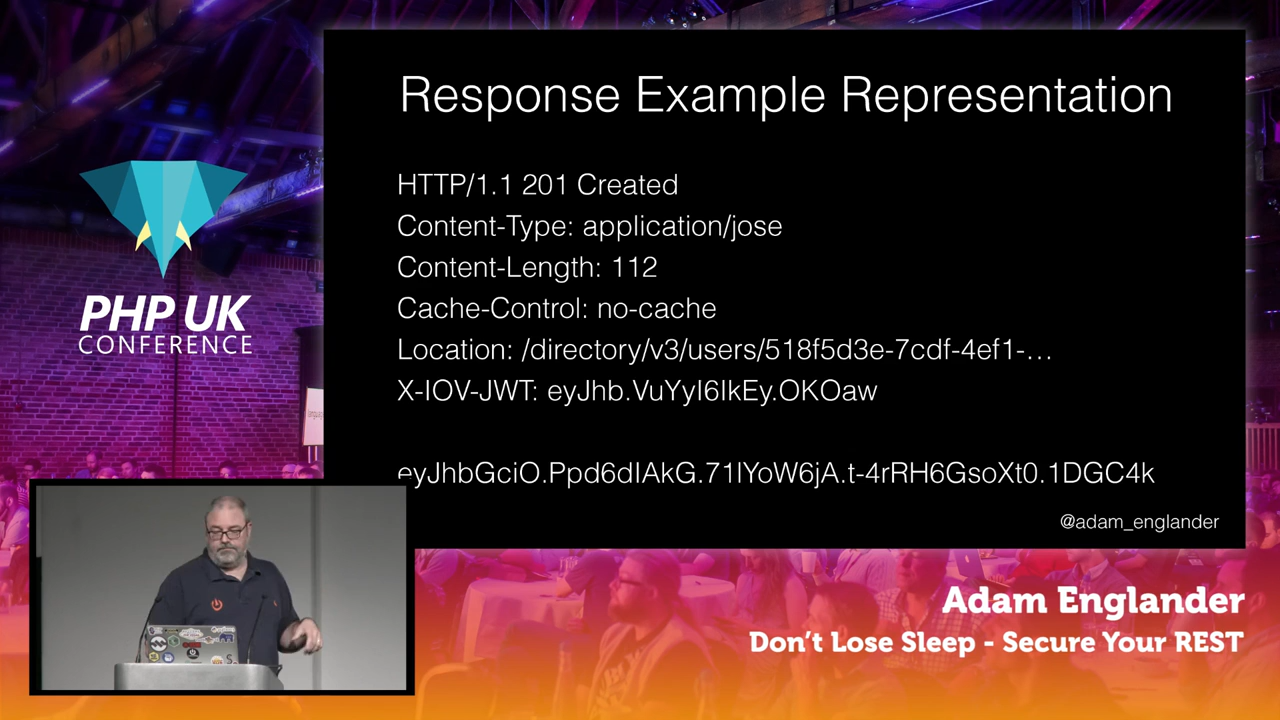 Response Example Representation
HTTP/1.1 201 Created
Content-Type: application/jose
Content-Length: 112
Cache-Control: no-cache
Location: /directory/v3/users/518f5d3e-7cdf-4ef1-…
X-IOV-JWT: eyJhb.VuYyI6IkEy.OKOaw
eyJhbGciO.Ppd6dIAkG.71lYoW6jA.t-4rRH6GsoXt0.1DGC4k
@adam_englander
PHP UK
CONFERENCE
Adam Englander
Don't Lose Sleep - Secure Your REST